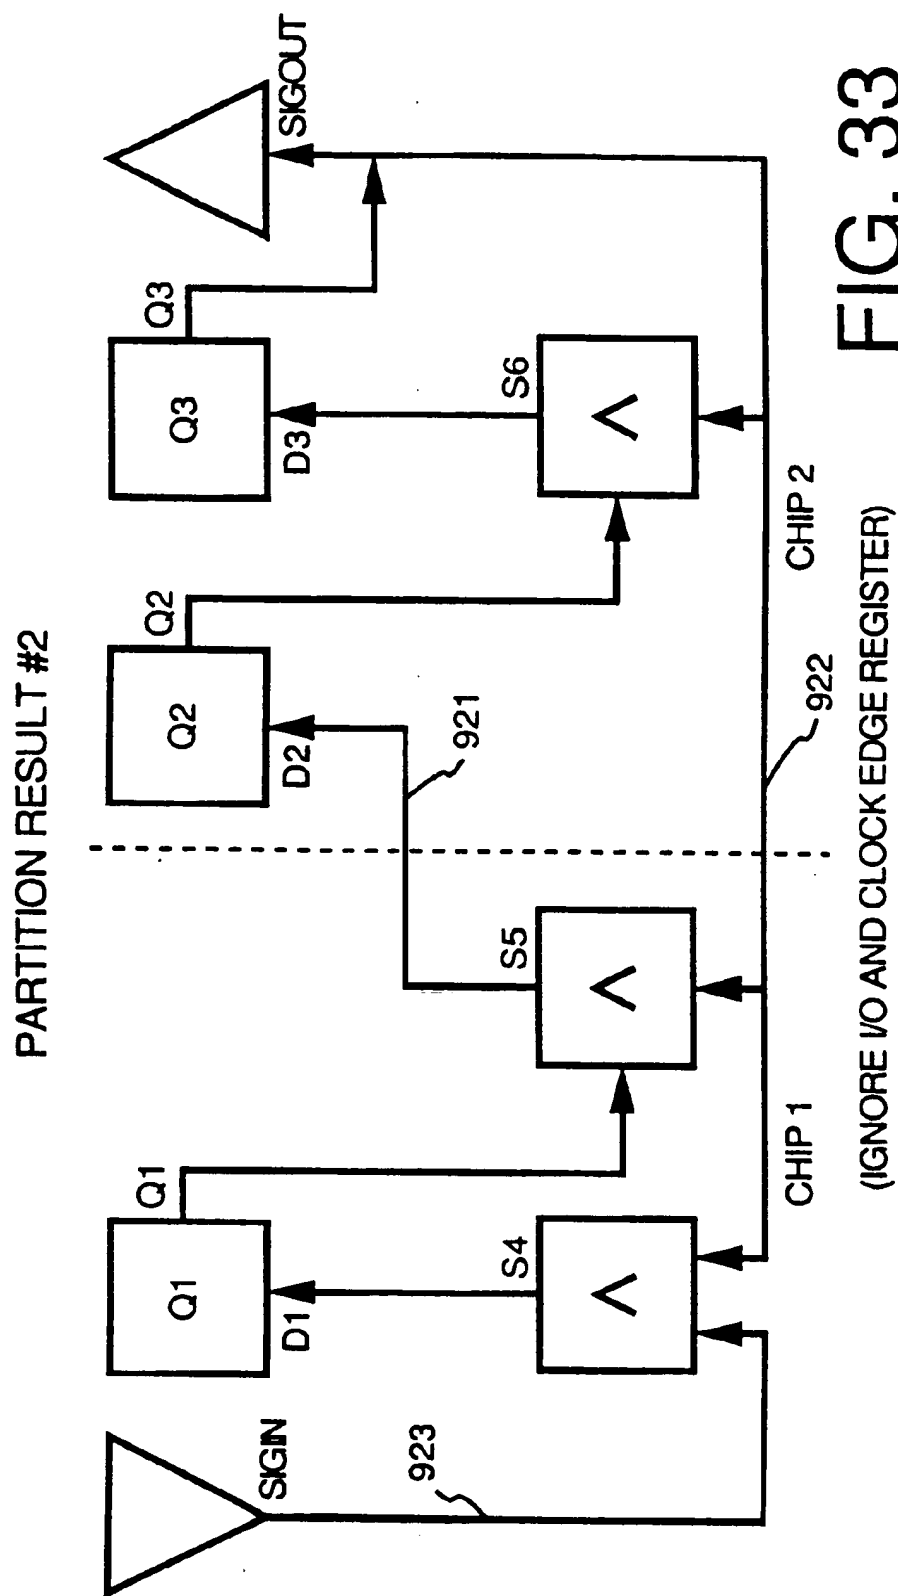 PARTITION RESULT #2
Q1
Q2
Q3
Q1
Q2
Q3
SIGIN
D1
D2
D3
SIGOUT
923
921
S4
S5
S6
∧
∧
∧
CHIP 1
CHIP 2
922
(IGNORE I/O AND CLOCK EDGE REGISTER)
FIG. 33